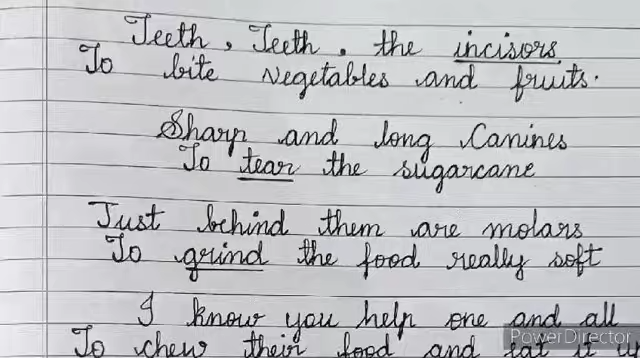 Teeth, Teeth, the incisors
To bite vegetables and fruits.
Sharp and long Canines
To tear the sugarcane
Just behind them are molars
To grind the food really soft
I know you help one and all
To chew their food and eat it
PowerDirector